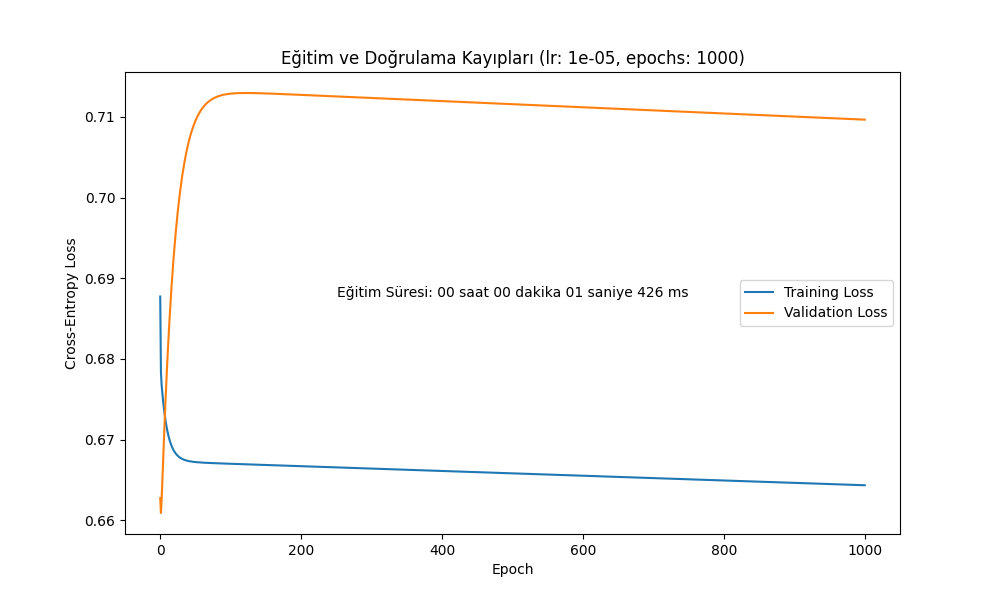 Eğitim ve Doğrulama Kayıpları (lr: 1e-05, epochs: 1000)
Cross-Entropy Loss
0.71
0.70
0.69
0.68
0.67
0.66
Eğitim Süresi: 00 saat 00 dakika 01 saniye 426 ms
Training Loss
Validation Loss
0 200 400 600 800 1000
Epoch